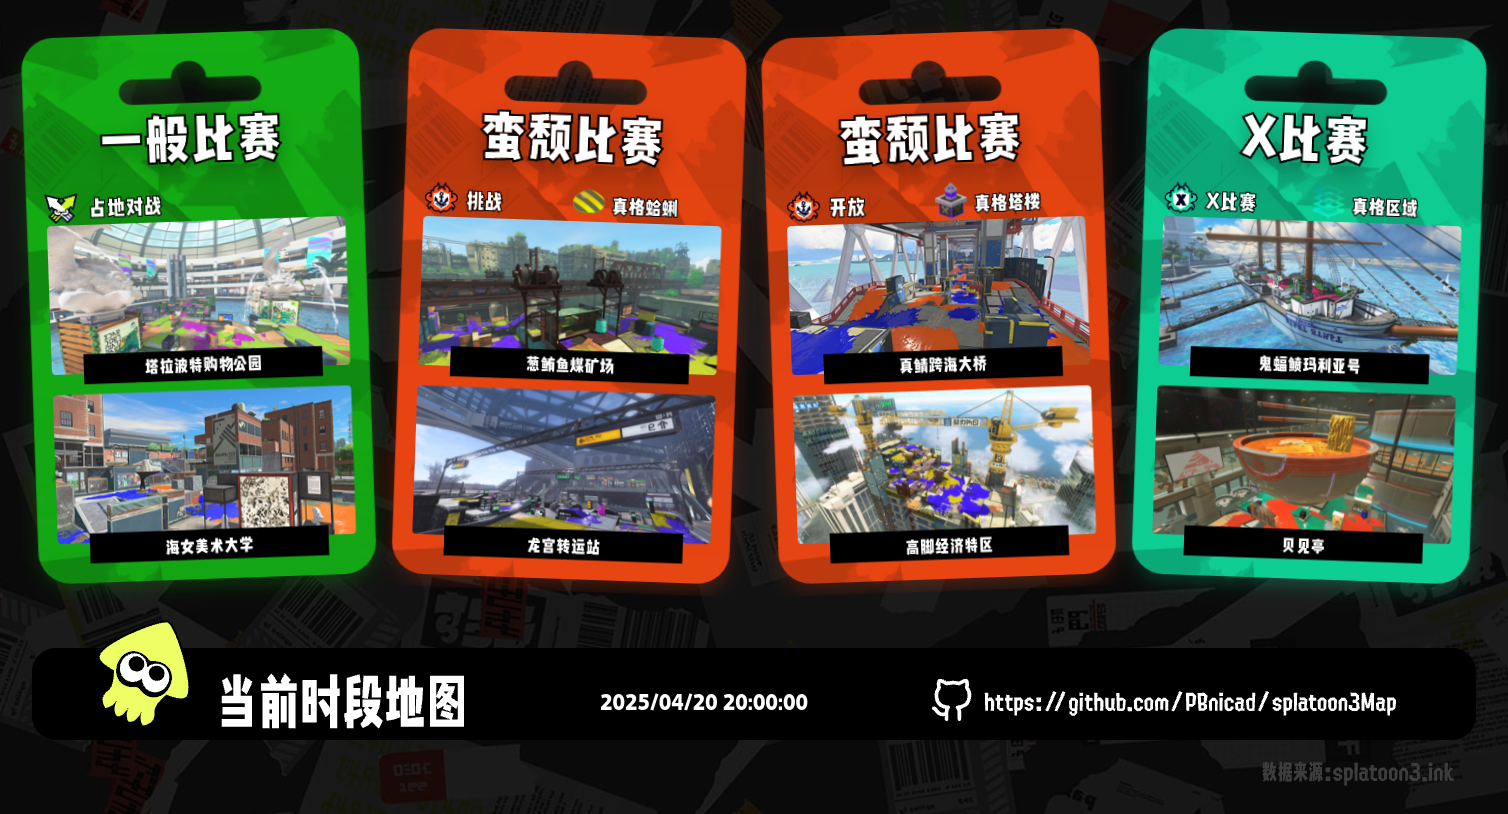 一般比赛
占地对战
塔拉波特购物公园
海女美术大学
蛮颓比赛
挑战
真格蛤蜊
葱鲔鱼煤矿场
龙宫转运站
蛮颓比赛
开放
真格塔楼
真鲷跨海大桥
高脚经济特区
X比赛
X比赛
真格区域
鬼蝠鲼玛利亚号
贝见亭
当前时段地图
2025/04/20 20:00:00
https://github.com/PBnicad/splatoon3Map
数据来源:splatoon3.ink